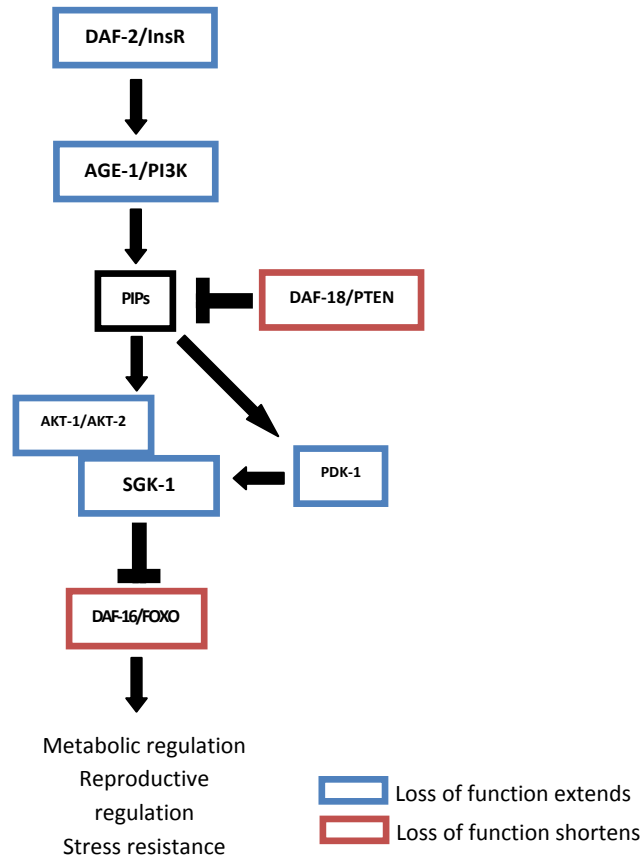 DAF-2/InsR
AGE-1/PI3K
PIPs
DAF-18/PTEN
AKT-1/AKT-2
SGK-1
PDK-1
DAF-16/FOXO
Metabolic regulation
Reproductive
regulation
Stress resistance
Loss of function extends
Loss of function shortens